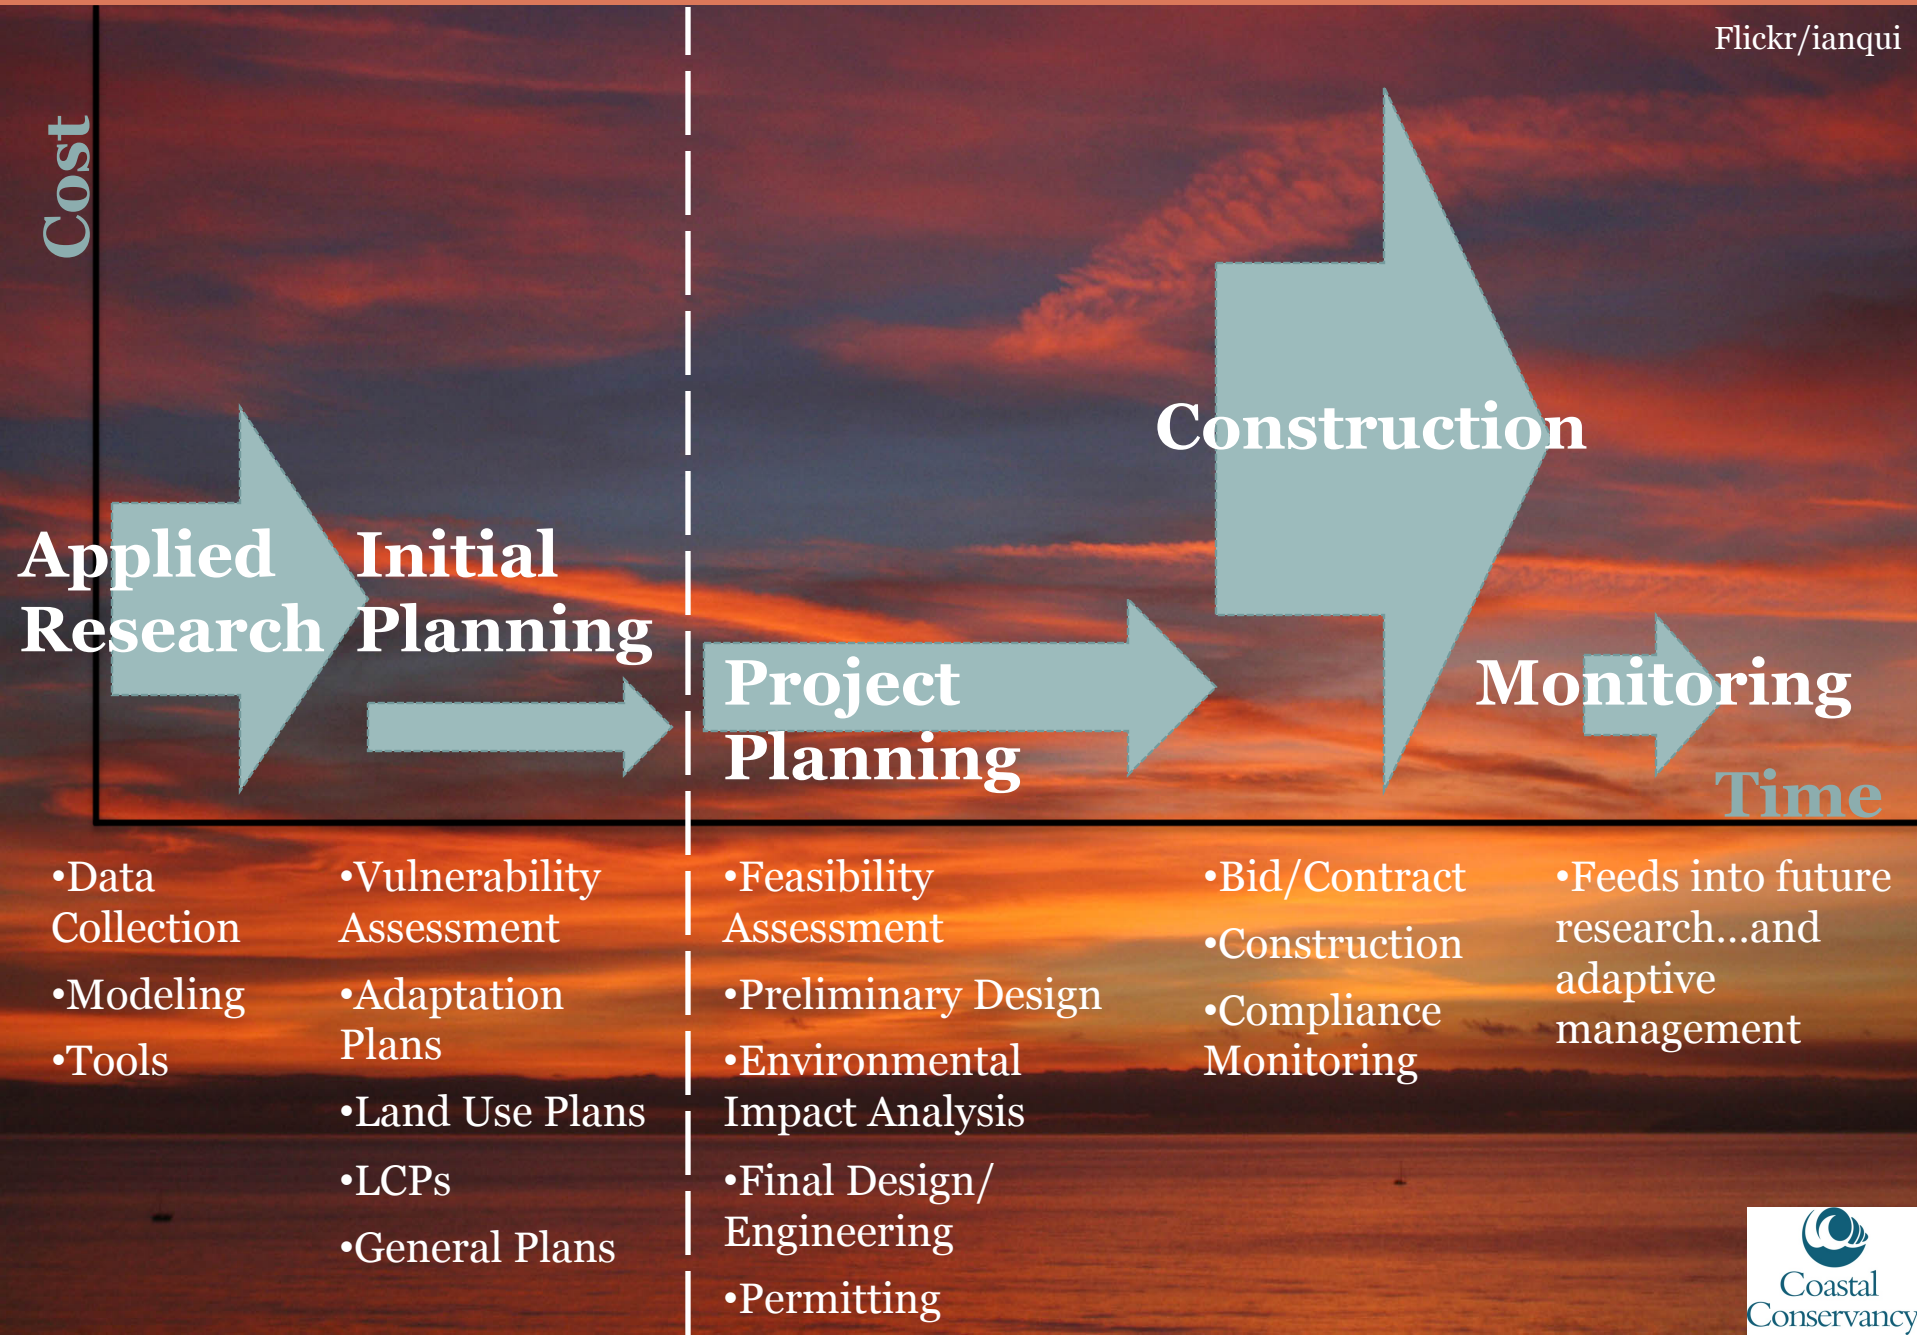 Flickr/ianqui
Cost
Applied
Research
Initial
Planning
Project
Planning
Construction
Monitoring
Time
•Data
Collection
•Modeling
•Tools
•Vulnerability
Assessment
•Adaptation
Plans
•Land Use Plans
•LCPs
•General Plans
•Feasibility
Assessment
•Preliminary Design
•Environmental
Impact Analysis
•Final Design/
Engineering
•Permitting
•Bid/Contract
•Construction
•Compliance
Monitoring
•Feeds into future
research...and
adaptive
management
Coastal
Conservancy